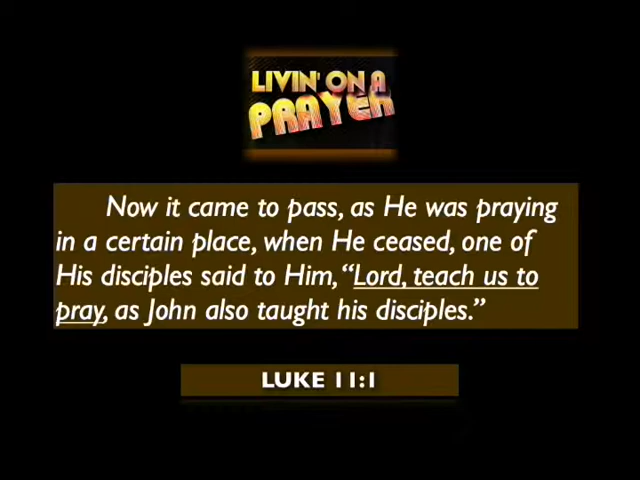 LIVIN' ON A
PRAYER
Now it came to pass, as He was praying
in a certain place, when He ceased, one of
His disciples said to Him, “Lord, teach us to
pray, as John also taught his disciples.”
LUKE 11:1